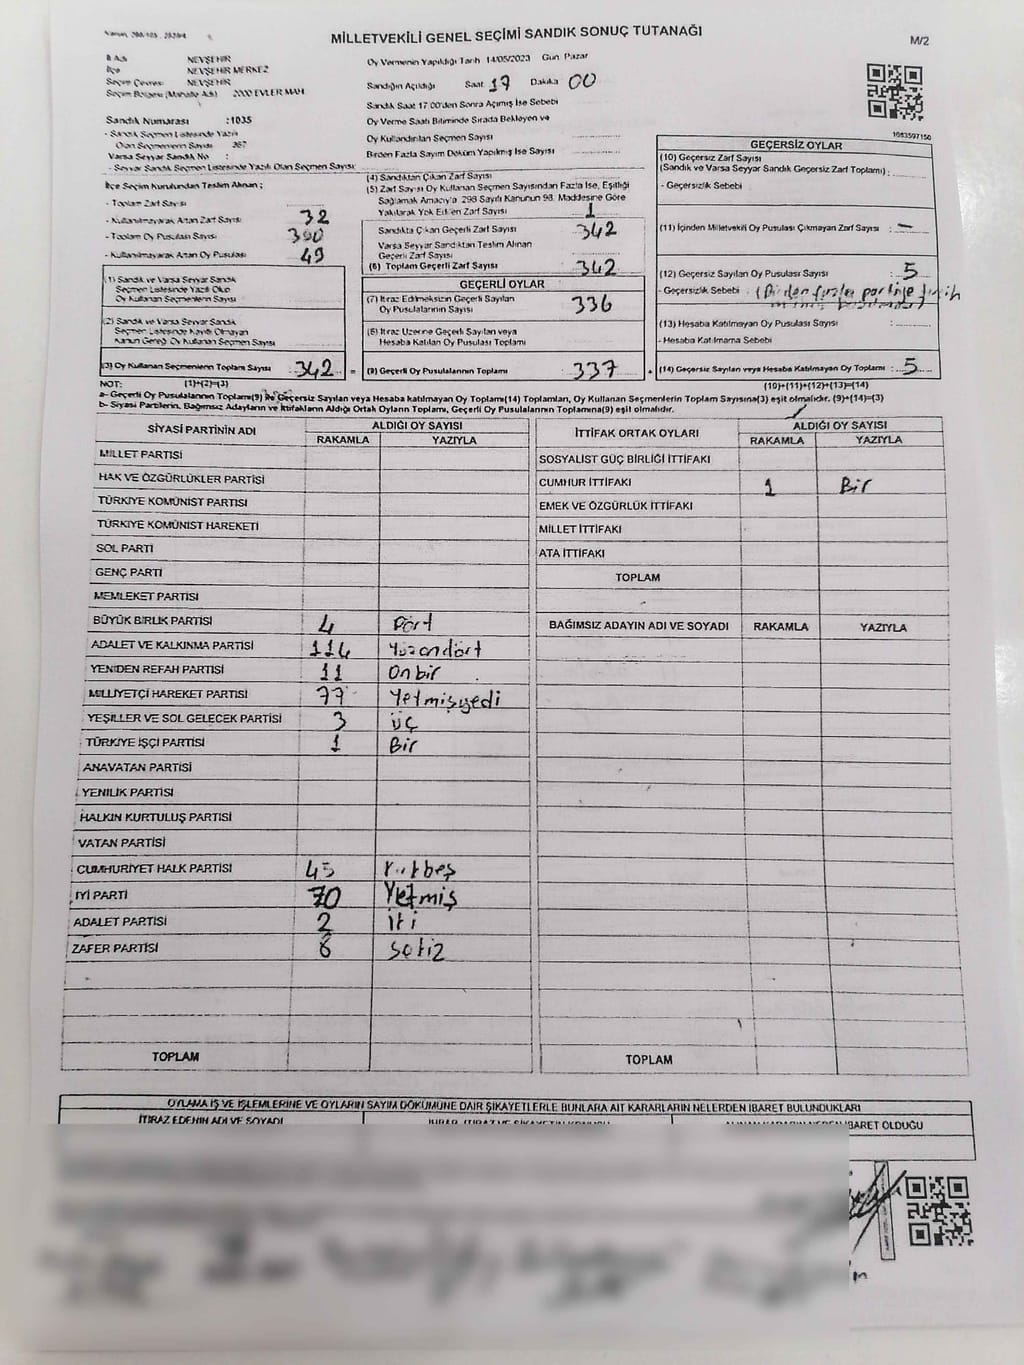 MİLLETVEKİLİ GENEL SEÇİMİ SANDIK SONUÇ TUTANAĞI
M/2
İl Adı NEVŞEHİR
İlçe NEVŞEHİR MERKEZ
Seçim Çevresi NEVŞEHİR
Seçim Bölgesi (Mahalle Adı) 2000 EVLER MAH
Sandık Numarası :1035
- Sandık Seçmen Listesinde Yazılı
Olan Seçmenlerin Sayısı 367
Varsa Seyyar Sandık No :
- Seyyar Sandık Seçmen Listesinde Yazılı Olan Seçmen Sayısı:
Oy Vermenin Yapıldığı Tarih 14/05/2023 Gün Pazar
Sandığın Açıldığı Saat 17 Dakika 00
Sandık Saat 17:00'den Sonra Açımış İse Sebebi
Oy Verme Saati Bitiminde Sırada Bekleyen ve
Oy Kullandırılan Seçmen Sayısı
Birden Fazla Sayım Döküm Yapılmış İse Sayısı
1083597150
İlçe Seçim Kurulundan Teslim Alınan ;
- Toplam Zarf Sayısı
- Kullanılmayarak Artan Zarf Sayısı 32
- Toplam Oy Pusulası Sayısı 390
- Kullanılmayarak Artan Oy Pusulası 49
(4) Sandıktan Çıkan Zarf Sayısı
(5) Zarf Sayısı Oy Kullanan Seçmen Sayısından Fazla İse, Eşitliği
Sağlamak Amacıyla 298 Sayılı Kanunun 98. Maddesine Göre
Yakılarak Yok Edilen Zarf Sayısı 1
Sandıkta Çıkan Geçerli Zarf Sayısı 342
Varsa Seyyar Sandıktan Teslim Alınan
Geçerli Zarf Sayısı
(6) Toplam Geçerli Zarf Sayısı 342
GEÇERSİZ OYLAR
(10) Geçersiz Zarf Sayısı
(Sandık ve Varsa Seyyar Sandık Geçersiz Zarf Toplamı) :
- Geçersizlik Sebebi
(11) İçinden Milletvekili Oy Pusulası Çıkmayan Zarf Sayısı : —
(12) Geçersiz Sayılan Oy Pusulası Sayısı : 5
- Geçersizlik Sebebi : (Birden fazla partiye
(13) Hesaba Katılmayan Oy Pusulası Sayısı :
- Hesaba Katılmama Sebebi
(14) Geçersiz Sayılan veya Hesaba Katılmayan Oy Toplamı : 5
(1) Sandık ve Varsa Seyyar Sandık
Seçmen Listesinde Yazılı Olup
Oy Kullanan Seçmenlerin Sayısı
(2) Sandık ve Varsa Seyyar Sandık
Seçmen Listesinde Kayıtlı Olmayan
Kanun Gereği Oy Kullanan Seçmen Sayısı
(3) Oy Kullanan Seçmenlerin Toplam Sayısı 342 =
GEÇERLİ OYLAR
(7) İtiraz Edilmeksizin Geçerli Sayılan
Oy Pusulalarının Sayısı 336
(8) İtiraz Üzerine Geçerli Sayılan veya
Hesaba Katılan Oy Pusulası Toplamı
(9) Geçerli Oy Pusulalarının Toplamı 337 +
NOT: (1)+(2)=(3)
(10)+(11)+(12)+(13)=(14)
a- Geçerli Oy Pusulalarının Toplamı(9) ile Geçersiz Sayılan veya Hesaba katılmayan Oy Toplamı(14) Toplamları, Oy Kullanan Seçmenlerin Toplam Sayısına(3) eşit olmalıdır. (9)+(14)=(3)
b- Siyasi Partilerin, Bağımsız Adayların ve İttifakların Aldığı Ortak Oyların Toplamı, Geçerli Oy Pusulalarının Toplamına(9) eşit olmalıdır.
SİYASİ PARTİNİN ADI ALDIĞI OY SAYISI
RAKAMLA YAZIYLA
MİLLET PARTİSİ
HAK VE ÖZGÜRLÜKLER PARTİSİ
TÜRKİYE KOMÜNİST PARTİSİ
TÜRKİYE KOMÜNİST HAREKETİ
SOL PARTİ
GENÇ PARTİ
MEMLEKET PARTİSİ
BÜYÜK BİRLİK PARTİSİ 4 Dört
ADALET VE KALKINMA PARTİSİ 114 Yüzondört
YENİDEN REFAH PARTİSİ 11 Onbir
MİLLİYETÇİ HAREKET PARTİSİ 77 Yetmişyedi
YEŞİLLER VE SOL GELECEK PARTİSİ 3 üç
TÜRKİYE İŞÇİ PARTİSİ 1 Bir
ANAVATAN PARTİSİ
YENİLİK PARTİSİ
HALKIN KURTULUŞ PARTİSİ
VATAN PARTİSİ
CUMHURİYET HALK PARTİSİ 45 Kırkbeş
İYİ PARTİ 70 Yetmiş
ADALET PARTİSİ 2 iki
ZAFER PARTİSİ 8 sekiz
TOPLAM
İTTİFAK ORTAK OYLARI ALDIĞI OY SAYISI
RAKAMLA YAZIYLA
SOSYALİST GÜÇ BİRLİĞİ İTTİFAKI
CUMHUR İTTİFAKI 1 Bir
EMEK VE ÖZGÜRLÜK İTTİFAKI
MİLLET İTTİFAKI
ATA İTTİFAKI
TOPLAM
BAĞIMSIZ ADAYIN ADI VE SOYADI RAKAMLA YAZIYLA
TOPLAM
OYLAMA İŞ VE İŞLEMLERİNE VE OYLARIN SAYIM DÖKÜMÜNE DAİR ŞİKAYETLERLE BUNLARA AİT KARARLARIN NELERDEN İBARET BULUNDUKLARI
İTİRAZ EDENİN ADI VE SOYADI
İBARET OLDUĞU